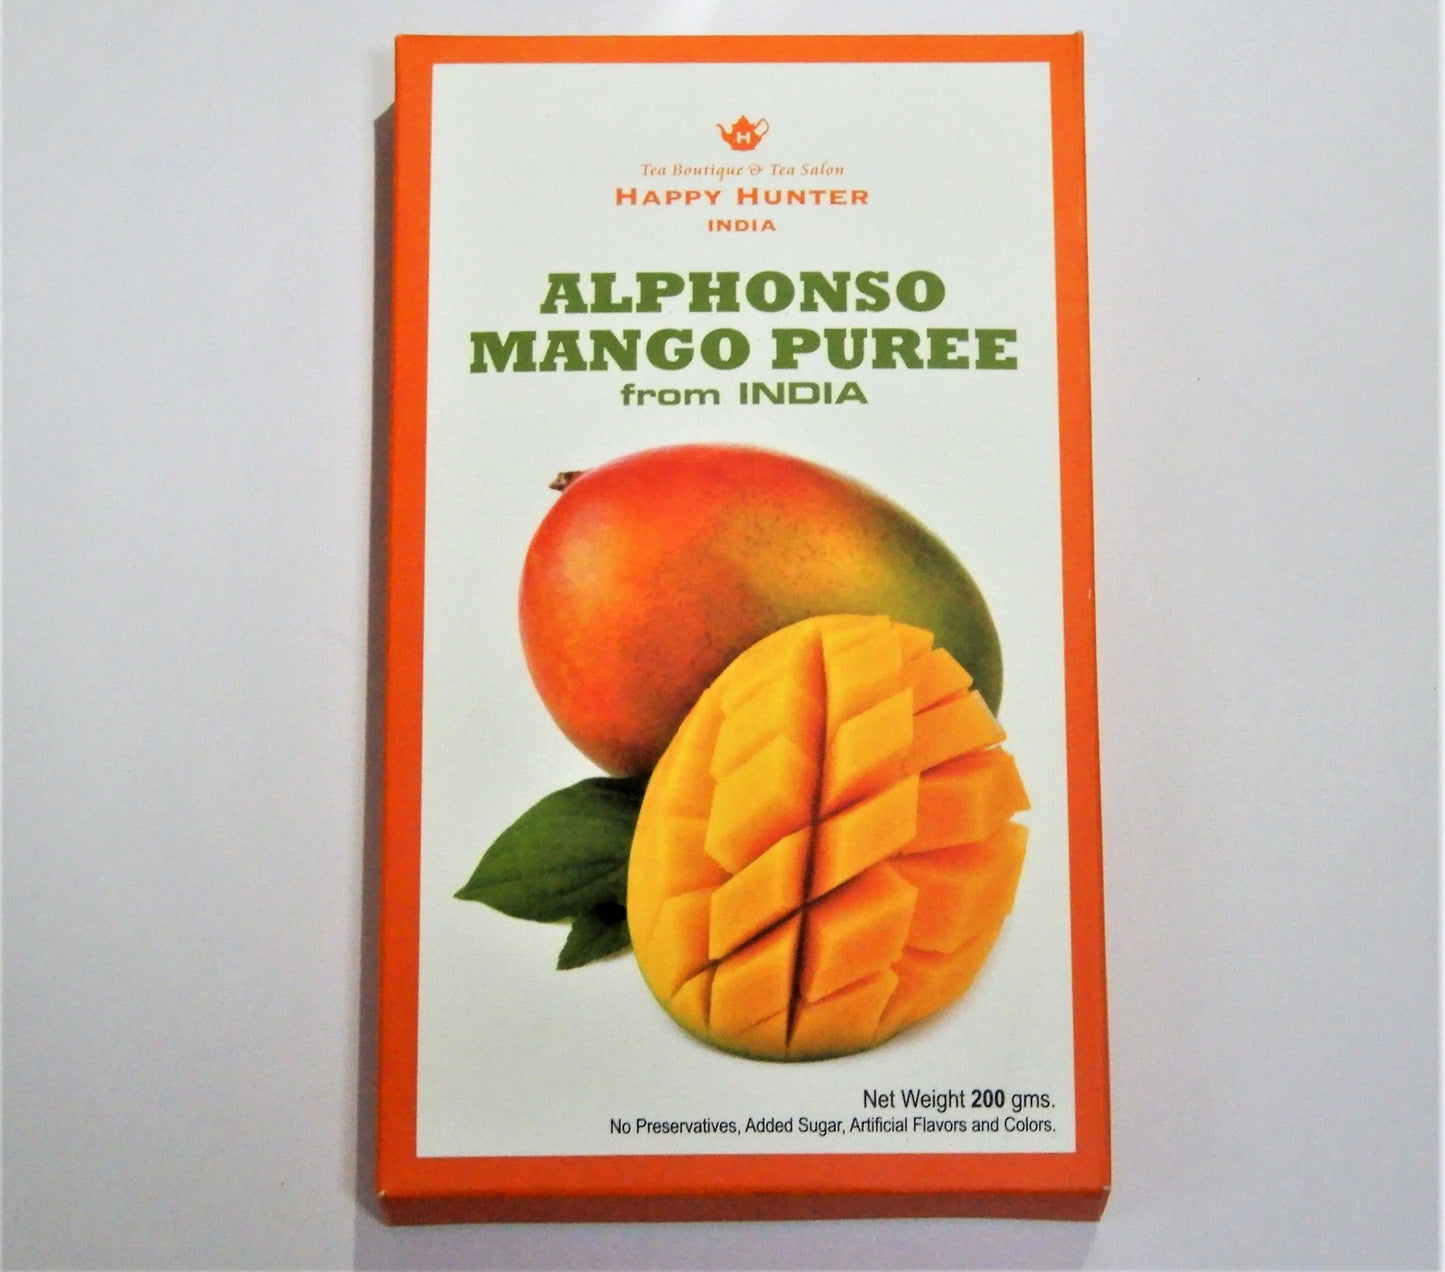 H
Tea Boutique & Tea Salon
HAPPY HUNTER
INDIA
ALPHONSO
MANGO PUREE
from INDIA
Net Weight 200 gms.
No Preservatives, Added Sugar, Artificial Flavors and Colors.